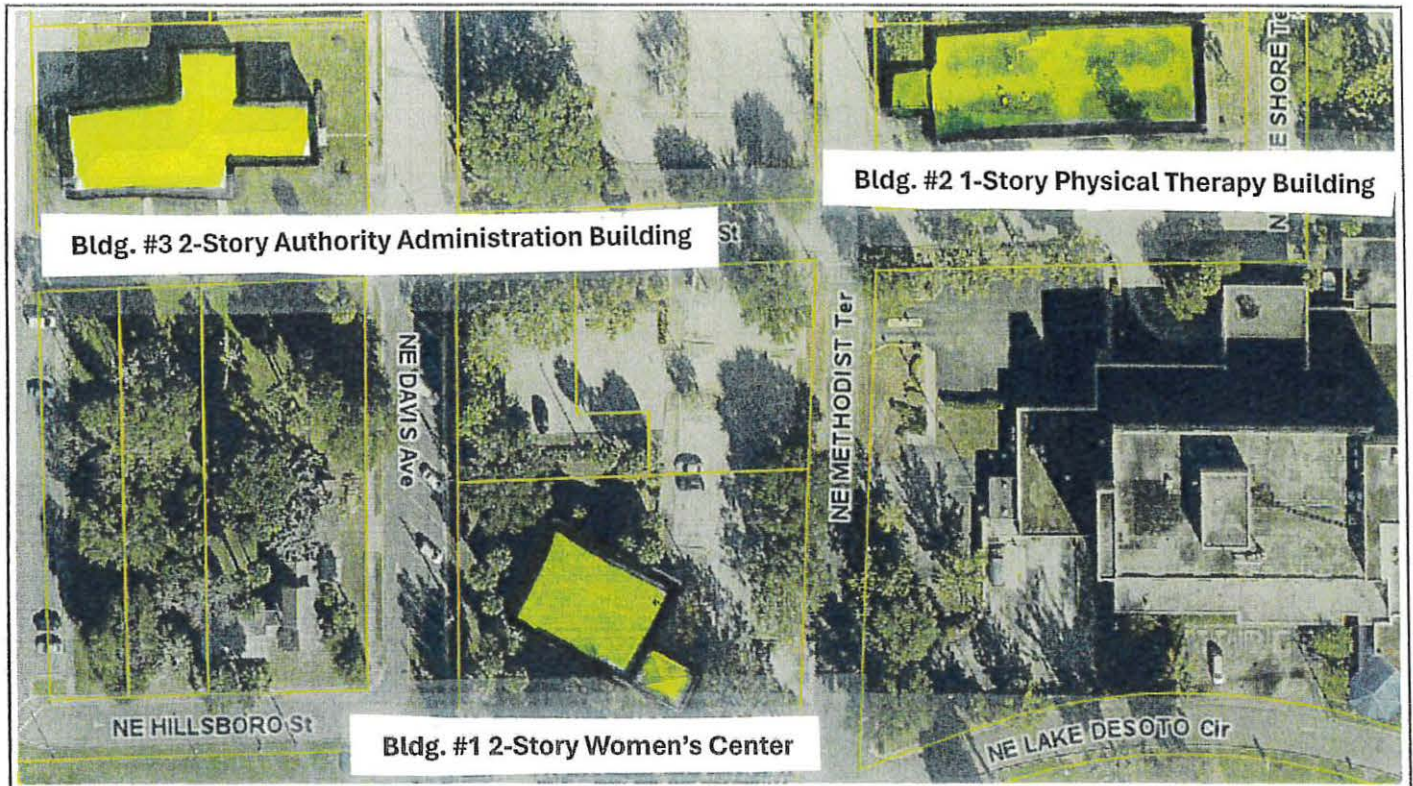 E SHORE Te
Bldg. #2 1-Story Physical Therapy Building
Bldg. #3 2-Story Authority Administration Building
St
NE DAVIS Ave
NE METHODIST Ter
NE HILLSBORO St
Bldg. #1 2-Story Women's Center
NE LAKE DESOTO Cir